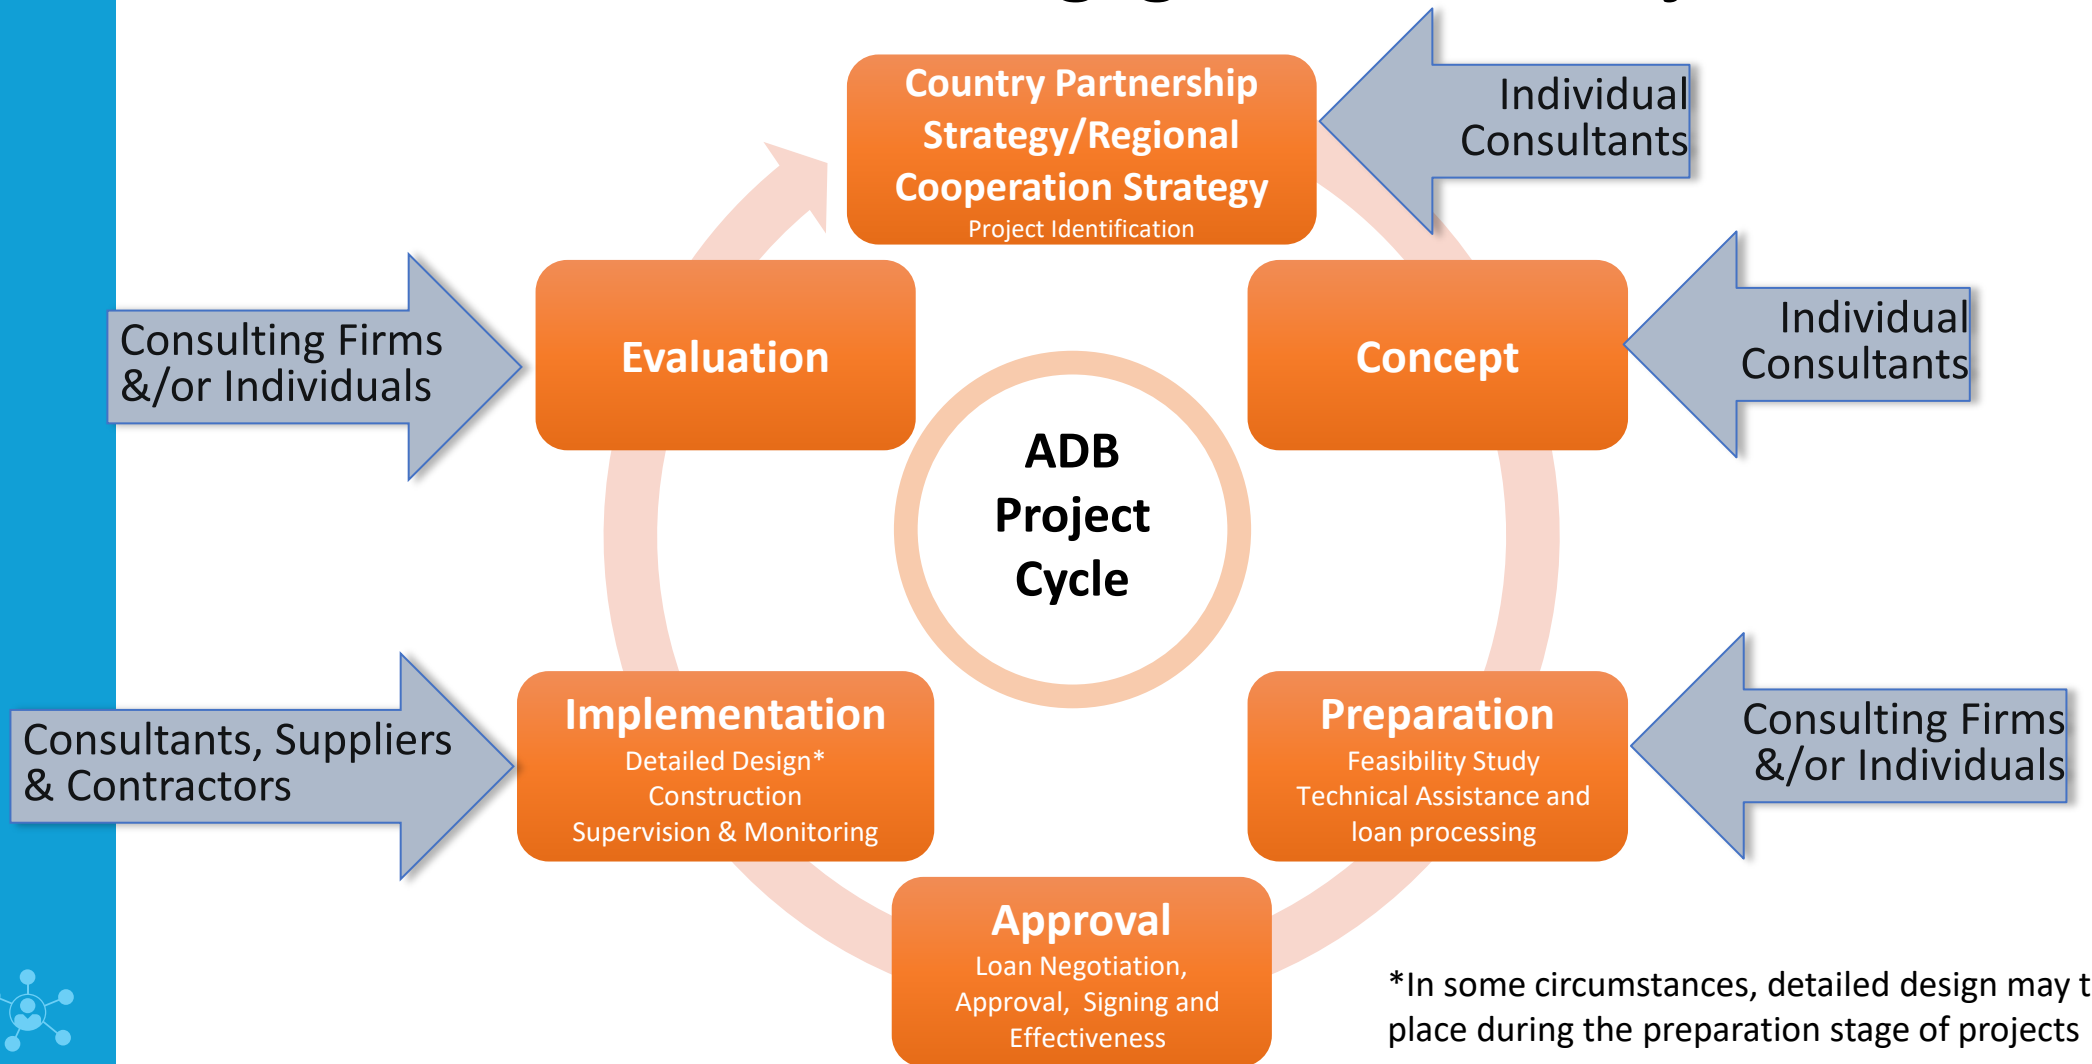 Country Partnership
Strategy/Regional
Cooperation Strategy
Project Identification
Individual
Consultants
Concept
Individual
Consultants
Preparation
Feasibility Study
Technical Assistance and
loan processing
Consulting Firms
&/or Individuals
Approval
Loan Negotiation,
Approval,  Signing and
Effectiveness
Implementation
Detailed Design*
Construction
Supervision & Monitoring
Consultants, Suppliers
& Contractors
Evaluation
Consulting Firms
&/or Individuals
ADB
Project
Cycle
*In some circumstances, detailed design may
place during the preparation stage of projects